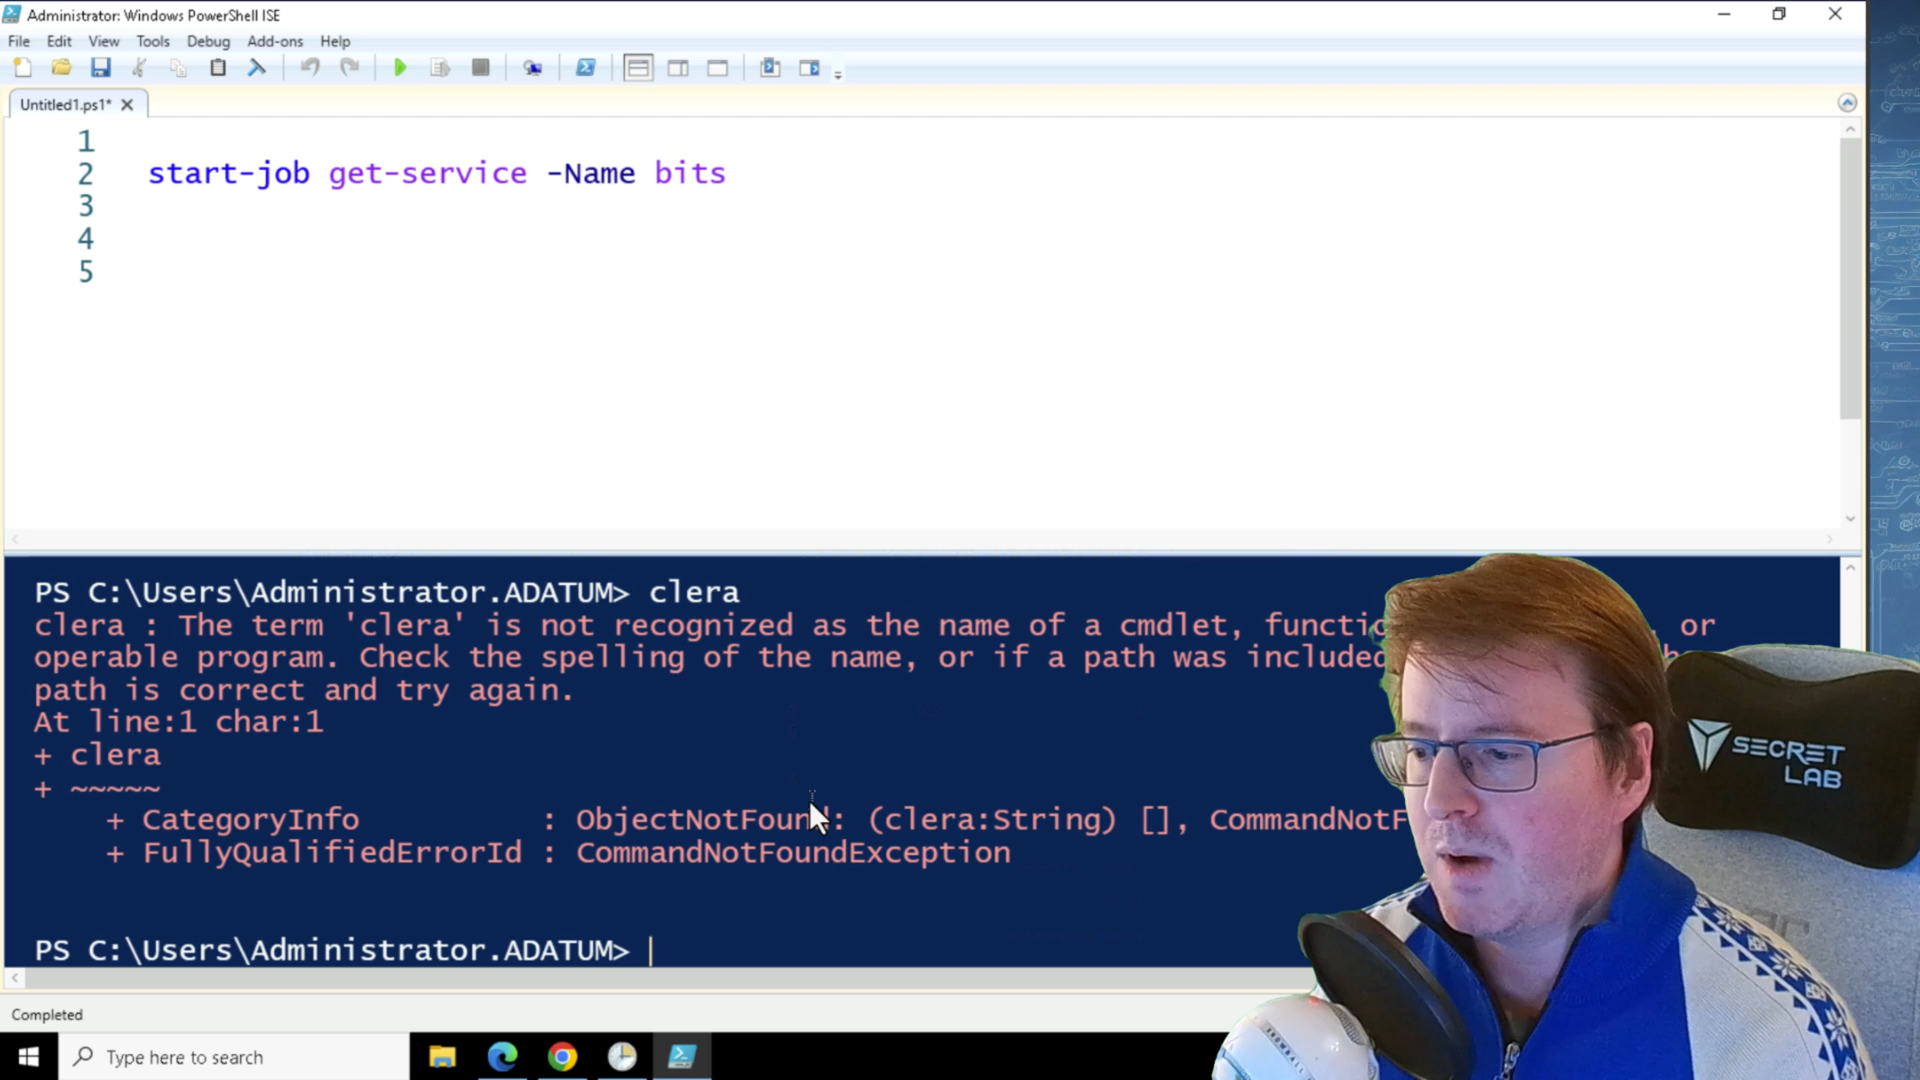 Administrator: Windows PowerShell ISE
File Edit View Tools Debug Add-ons Help
Untitled1.ps1*
1
2 start-job get-service -Name bits
3
4
5
PS C:\Users\Administrator.ADATUM> clera
clera : The term 'clera' is not recognized as the name of a cmdlet, or
operable program. Check the spelling of the name, or if a path was included
path is correct and try again.
At line:1 char:1
+ clera
+ ~~~~~
+ CategoryInfo : ObjectNotFound: (clera:String) [], CommandNotF
+ FullyQualifiedErrorId : CommandNotFoundException
PS C:\Users\Administrator.ADATUM>
SECRET
LAB
Completed
Type here to search